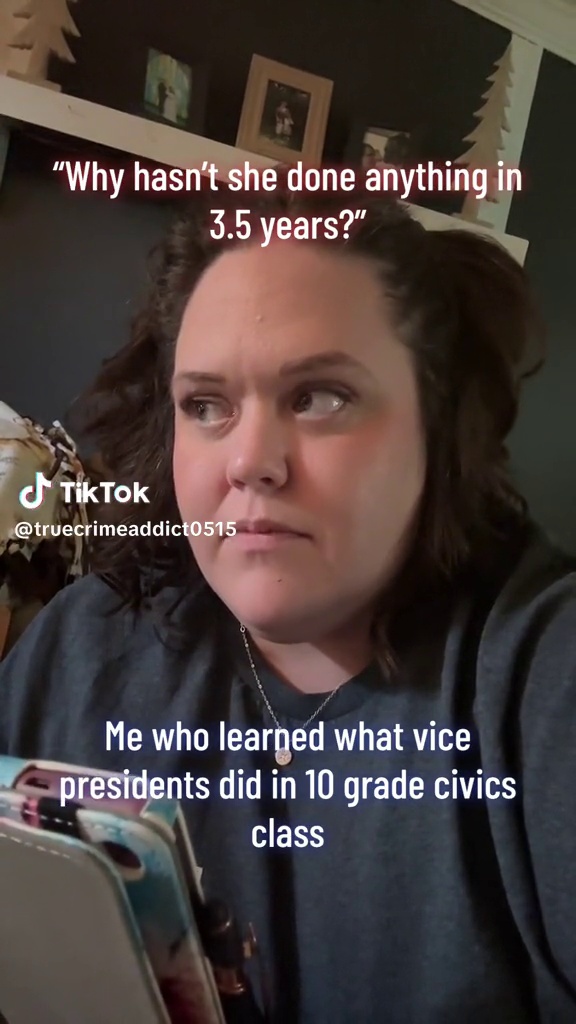 “Why hasn’t she done anything in
3.5 years?”
TikTok
@truecrimeaddict0515
Me who learned what vice
presidents did in 10 grade civics
class